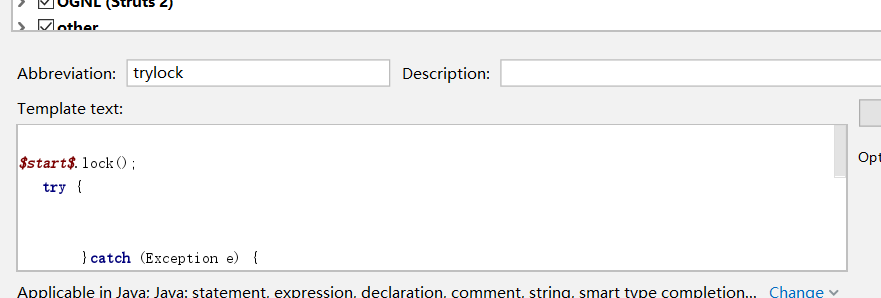 OGNL (Struts 2)
other
Abbreviation: trylock Description:
Template text:
$start$.lock();
try {
}catch (Exception e) {
Opt
Applicable in Java; Java: statement, expression, declaration, comment, string, smart type completion... Change